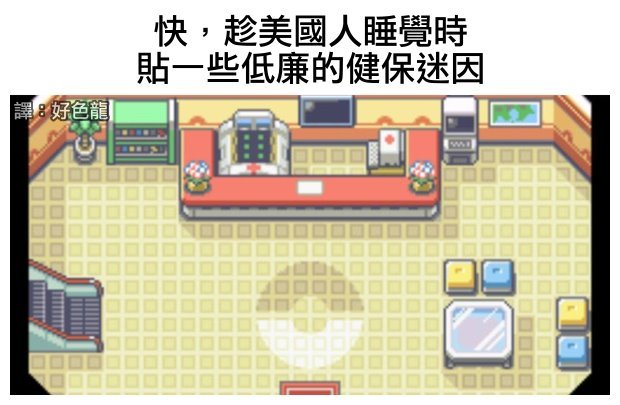 快，趁美國人睡覺時
貼一些低廉的健保迷因
譯：好色龍